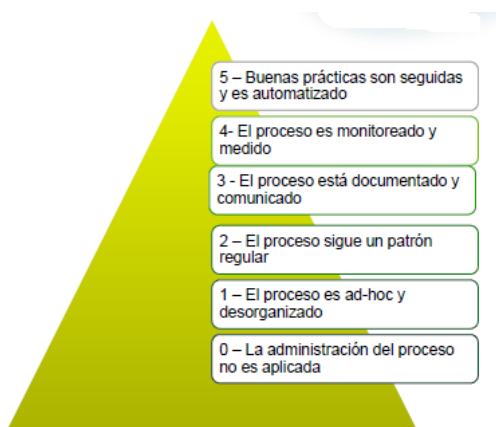 5 – Buenas prácticas son seguidas
y es automatizado
4- El proceso es monitoreado y
medido
3 - El proceso está documentado y
comunicado
2 – El proceso sigue un patrón
regular
1 – El proceso es ad-hoc y
desorganizado
0 – La administración del proceso
no es aplicada